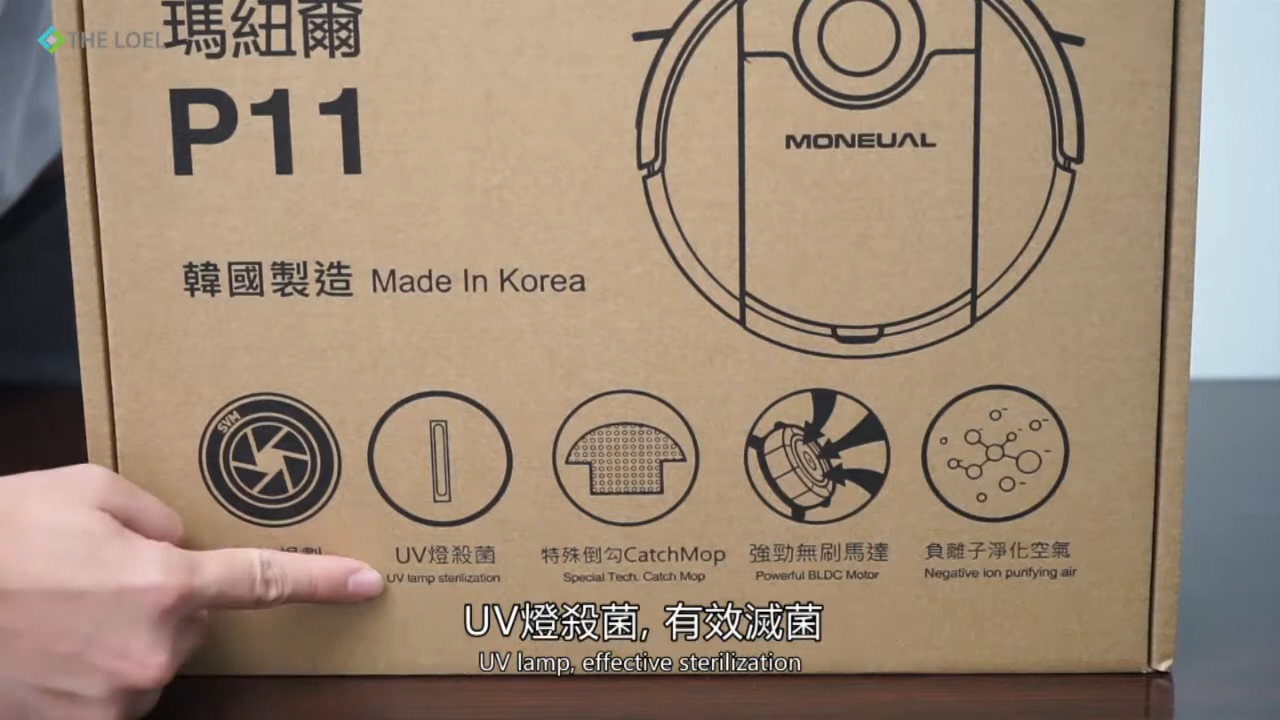 THE LOEL
瑪紐爾
P11
MONEUAL
韓國製造 Made In Korea
SVM
UV燈殺菌
UV lamp sterilization
特殊倒勾CatchMop
Special Tech. Catch Mop
強勁無刷馬達
Powerful BLDC Motor
負離子淨化空氣
Negative ion purifying air
UV燈殺菌, 有效滅菌
UV lamp, effective sterilization